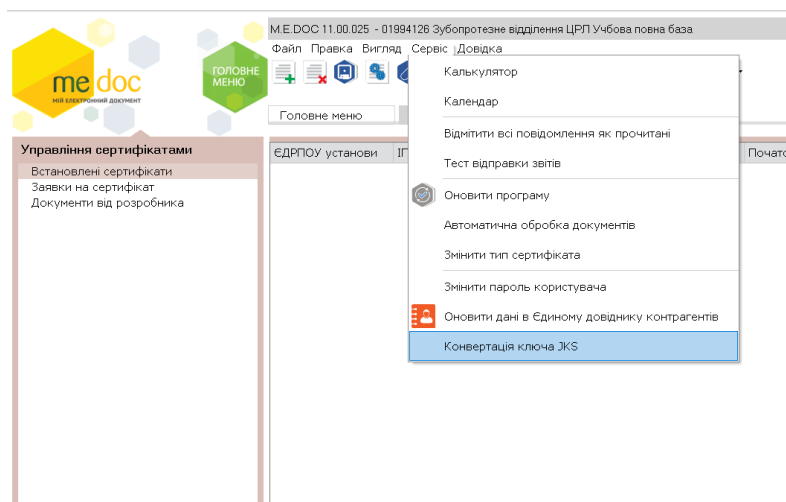 M.E.DOC 11.00.025 - 01994126 Зубопротезне відділення ЦРЛ Учбова повна база
Файл Правка Вигляд Сервіс Довідка
me doc
МІЙ ЕЛЕКТРОННИЙ ДОКУМЕНТ
ГОЛОВНЕ
МЕНЮ
Головне меню
Управління сертифікатами
Встановлені сертифікати
Заявки на сертифікат
Документи від розробника
ЄДРПОУ установи
Калькулятор
Календар
Відмітити всі повідомлення як прочитані
Тест відправки звітів
Оновити програму
Автоматична обробка документів
Змінити тип сертифіката
Змінити пароль користувача
Оновити дані в Єдиному довіднику контрагентів
Конвертація ключа JKS